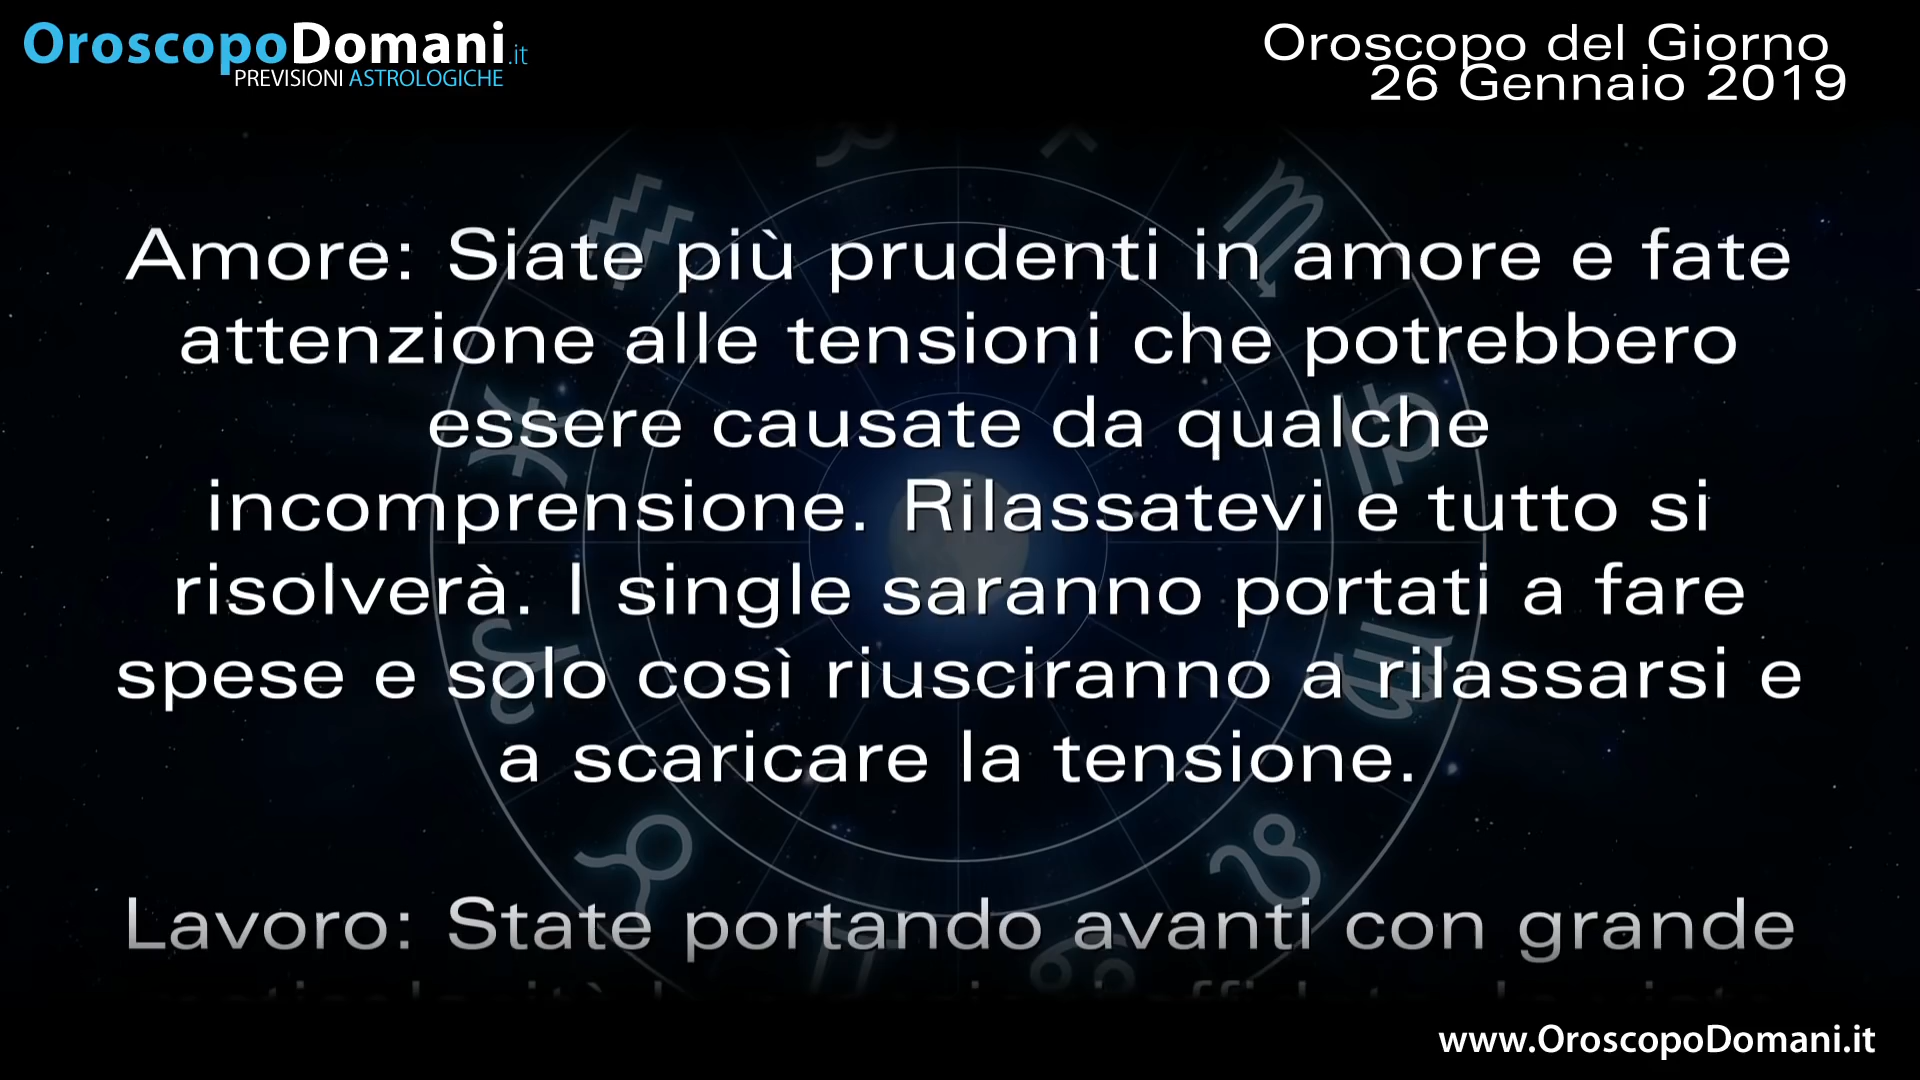 OroscopoDomani.it
PREVISIONI ASTROLOGICHE
Oroscopo del Giorno
26 Gennaio 2019
Amore: Siate più prudenti in amore e fate
attenzione alle tensioni che potrebbero
essere causate da qualche
incomprensione. Rilassatevi e tutto si
risolverà. I single saranno portati a fare
spese e solo così riusciranno a rilassarsi e
a scaricare la tensione.
Lavoro: State portando avanti con grande
www.OroscopoDomani.it